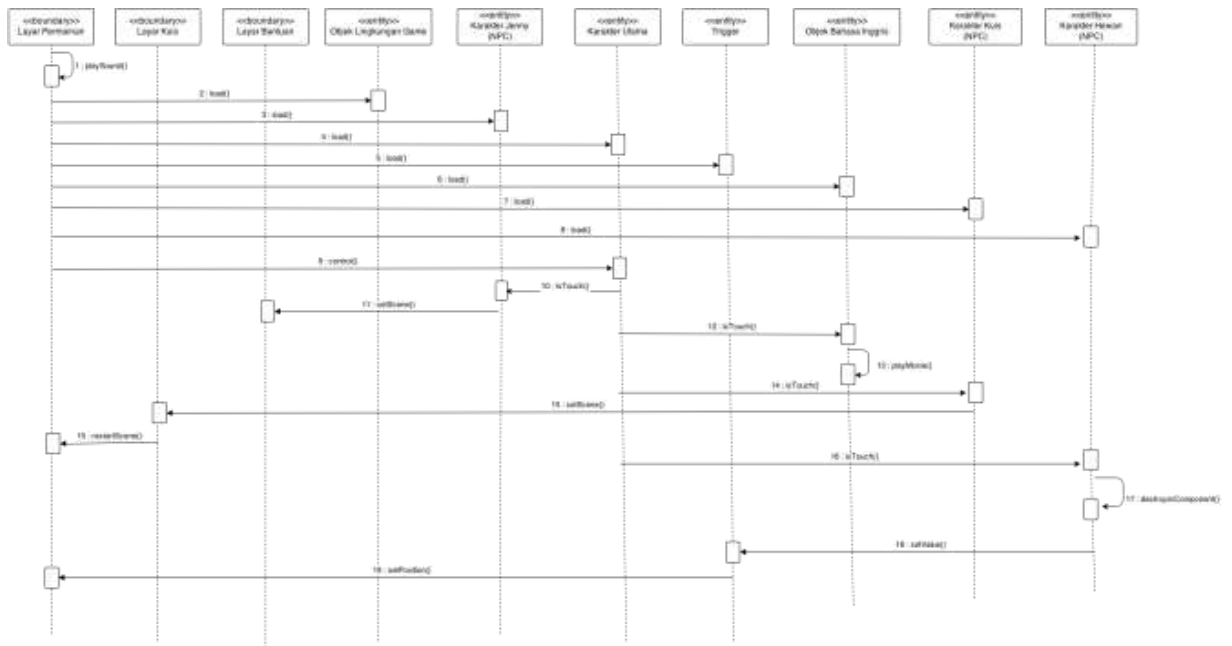 <<boundary>>
Layar Permainan
<<boundary>>
Layar Kuis
<<boundary>>
Layar Bantuan
<<entity>>
Objek Lingkungan Game
<<entity>>
Karakter Jenny
(NPC)
<<entity>>
Karakter Utama
<<entity>>
Trigger
<<entity>>
Objek Bahasa Inggris
<<entity>>
Karakter Kuis
(NPC)
<<entity>>
Karakter Hewan
(NPC)
1 : playSound()
2 : load()
3 : load()
4 : load()
5 : load()
6 : load()
7 : load()
8 : load()
9 : control()
10 : isTouch()
11 : setScene()
12 : isTouch()
13 : playMovie()
14 : isTouch()
15 : setScene()
15 : restartScene()
16 : isTouch()
17 : destroyinComponent()
18 : setValue()
19 : setPosition()